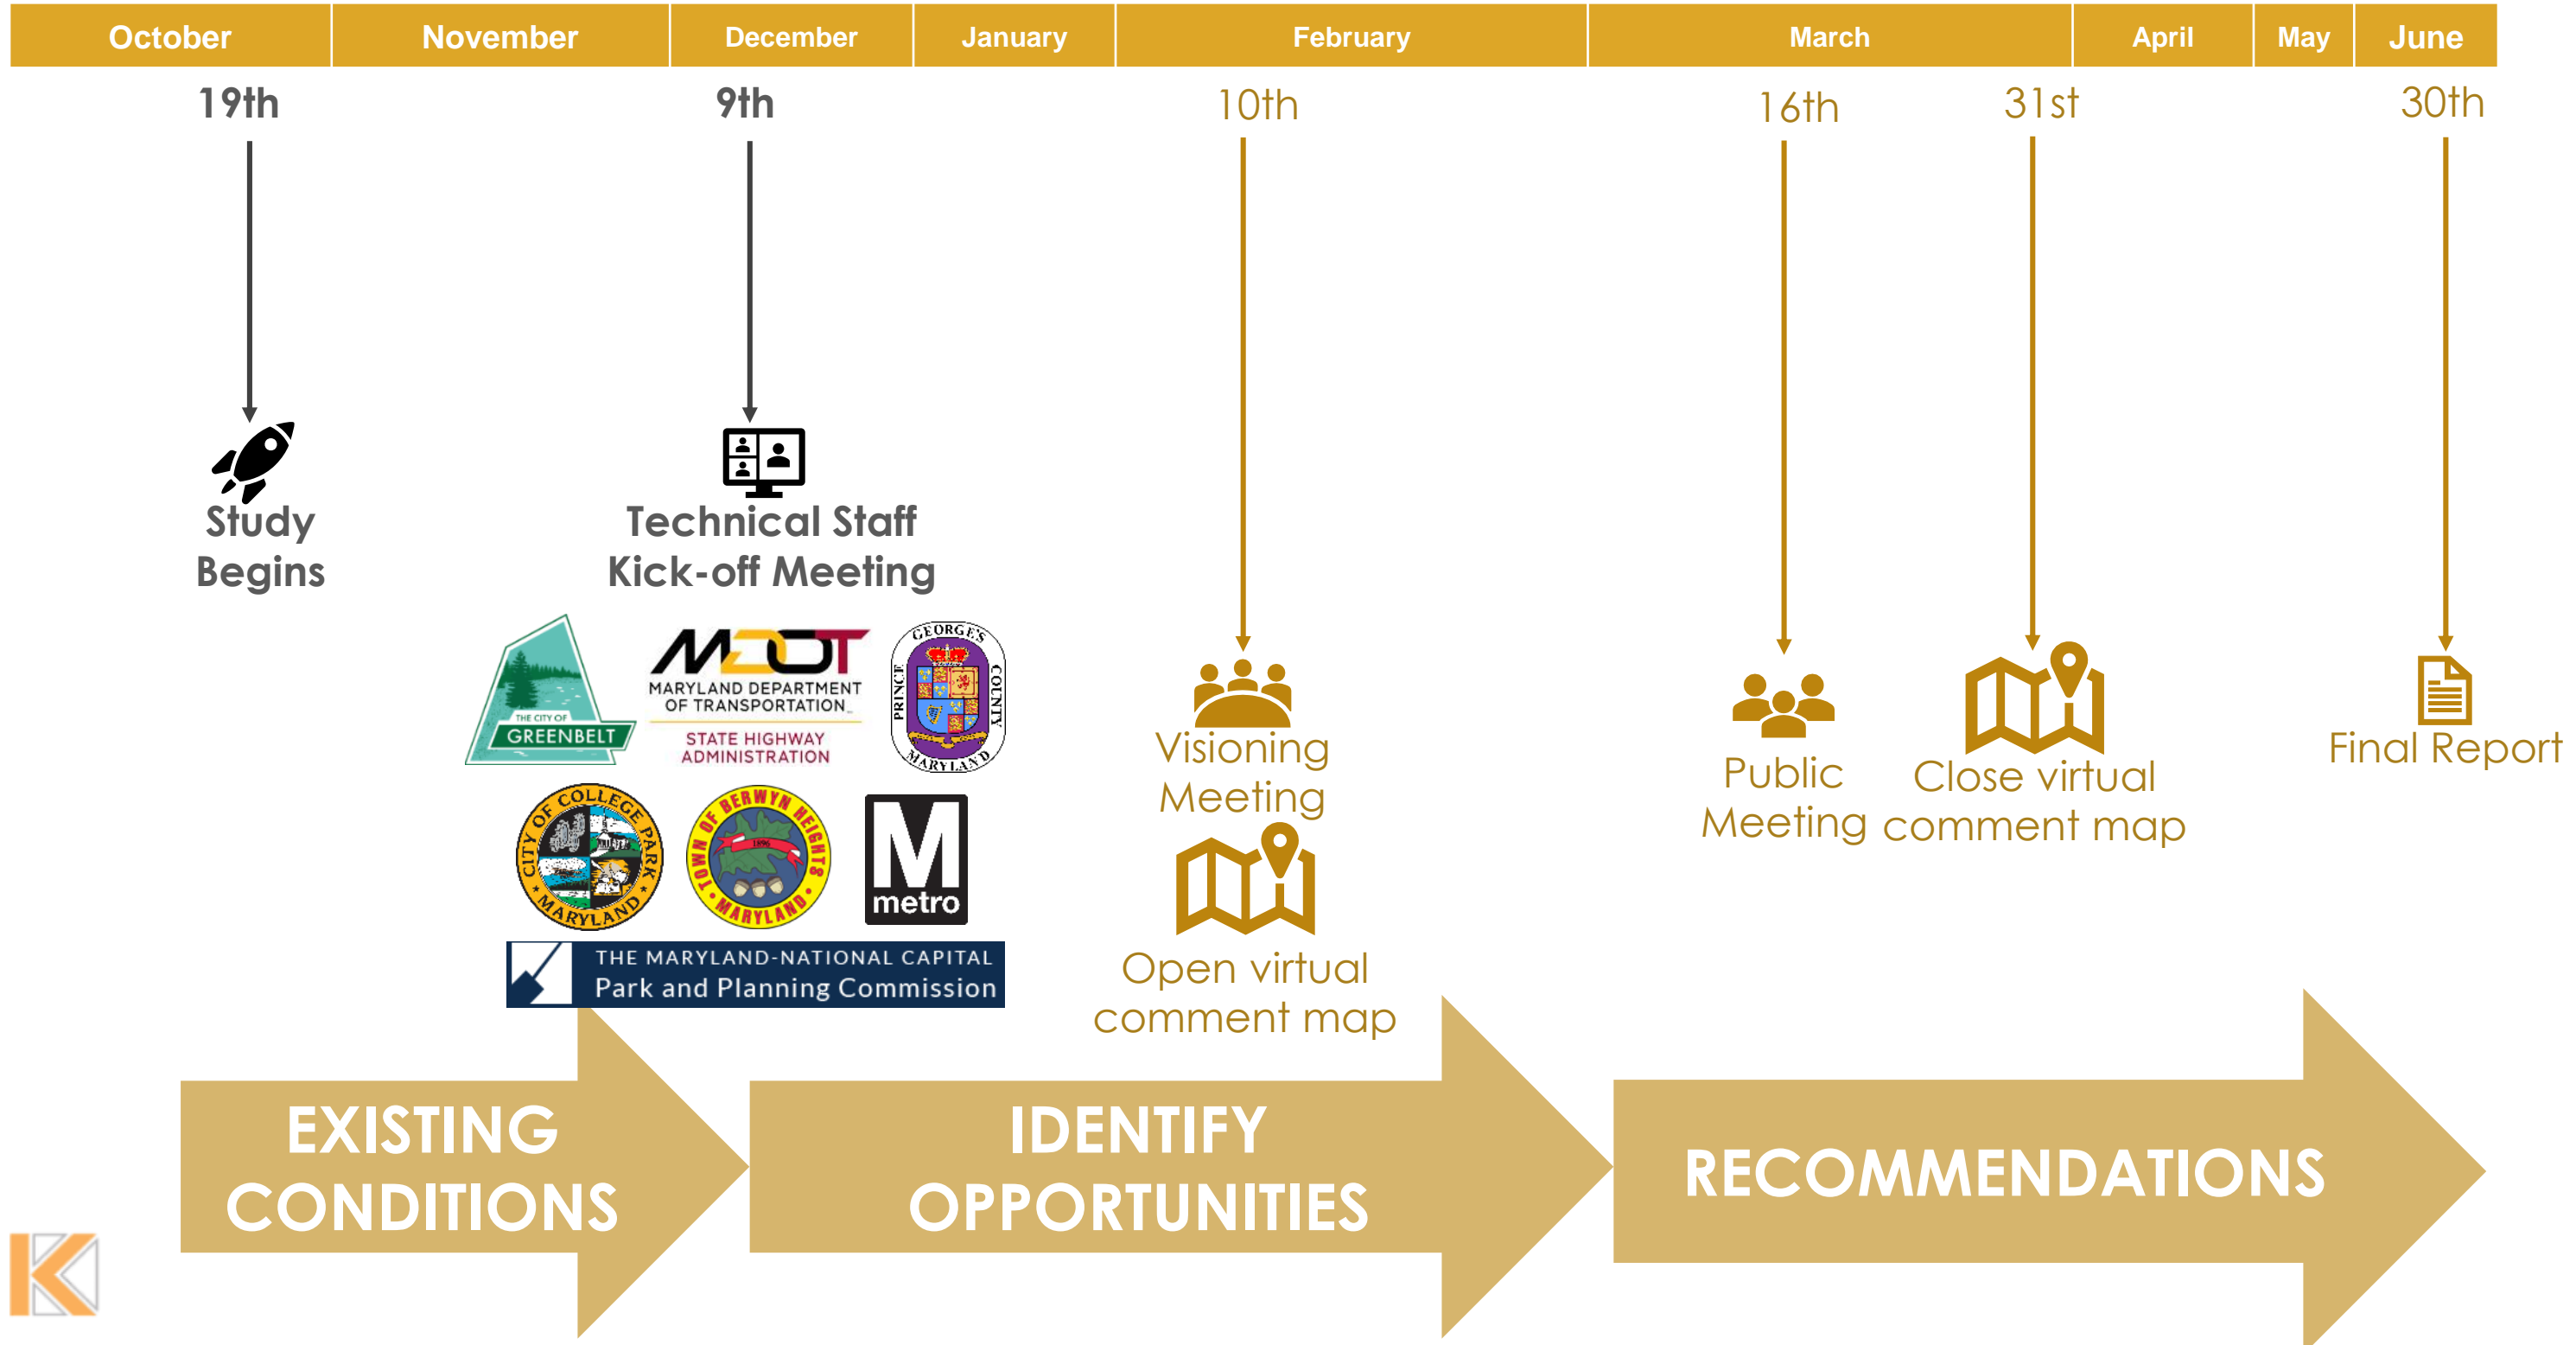 October November December January February March April May June
19th 9th 10th 16th 31st 30th
Study
Begins
Technical Staff
Kick-off Meeting
THE CITY OF
GREENBELT
MDOT
MARYLAND DEPARTMENT
OF TRANSPORTATION
STATE HIGHWAY
ADMINISTRATION
PRINCE GEORGE'S COUNTY
MARYLAND
CITY OF COLLEGE PARK
MARYLAND
TOWN OF BERWYN HEIGHTS
1896
MARYLAND
M
metro
THE MARYLAND-NATIONAL CAPITAL
Park and Planning Commission
Visioning
Meeting
Open virtual
comment map
Public
Meeting
Close virtual
comment map
Final Report
EXISTING
CONDITIONS
IDENTIFY
OPPORTUNITIES
RECOMMENDATIONS
K